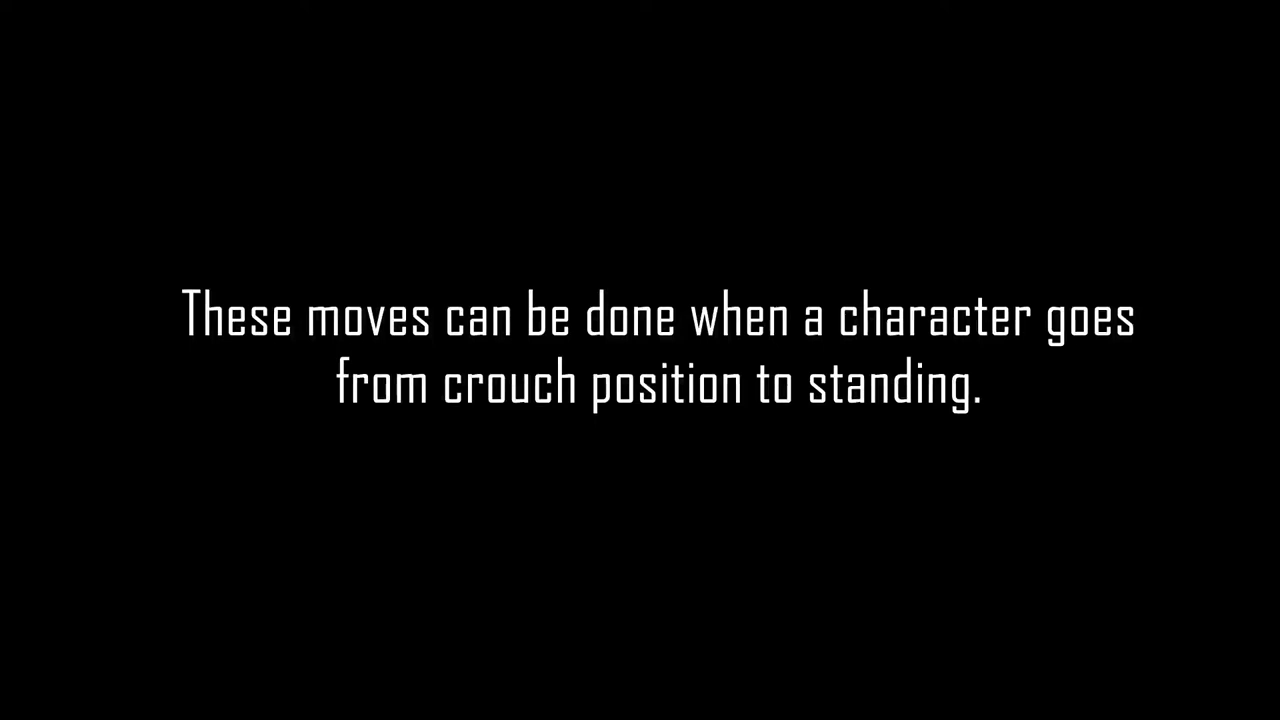 These moves can be done when a character goes
from crouch position to standing.